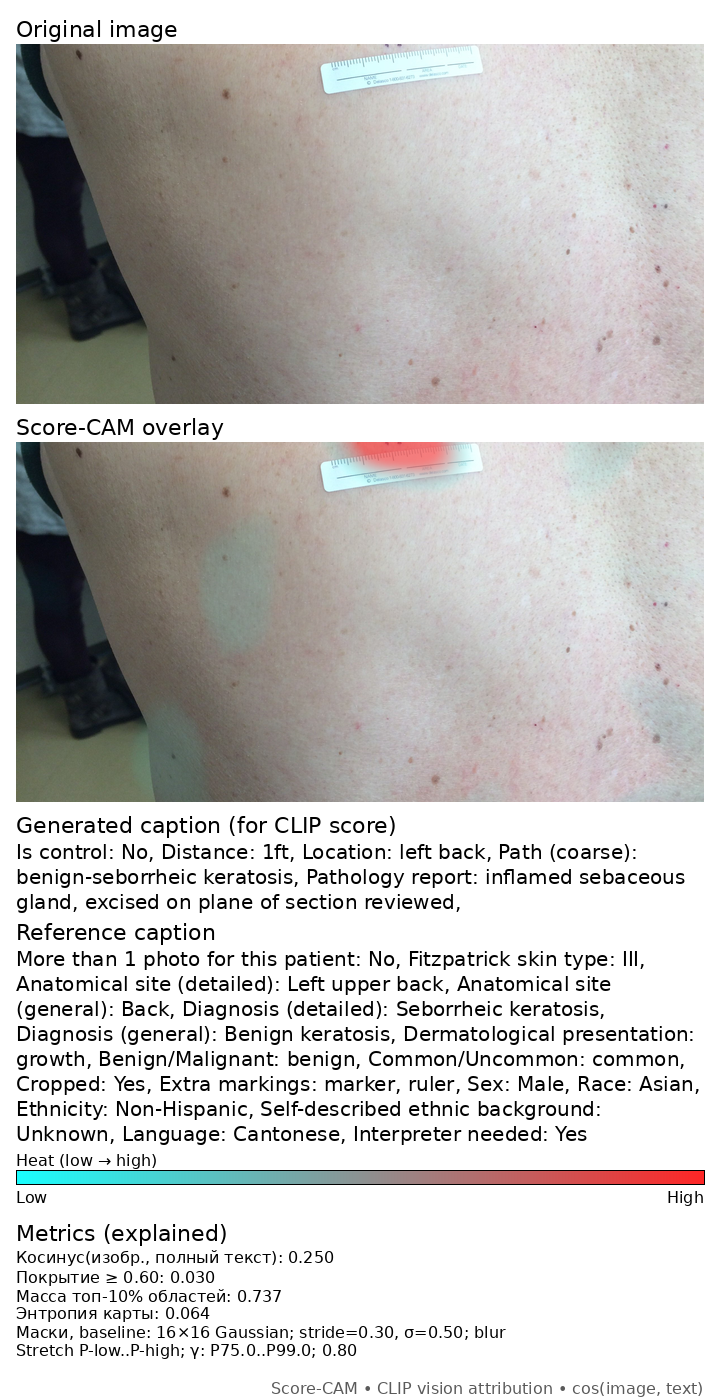 Original image
Score-CAM overlay
Generated caption (for CLIP score)
Is control: No, Distance: 1ft, Location: left back, Path (coarse):
benign-seborrheic keratosis, Pathology report: inflamed sebaceous
gland, excised on plane of section reviewed,
Reference caption
More than 1 photo for this patient: No, Fitzpatrick skin type: III,
Anatomical site (detailed): Left upper back, Anatomical site
(general): Back, Diagnosis (detailed): Seborrheic keratosis,
Diagnosis (general): Benign keratosis, Dermatological presentation:
growth, Benign/Malignant: benign, Common/Uncommon: common,
Cropped: Yes, Extra markings: marker, ruler, Sex: Male, Race: Asian,
Ethnicity: Non-Hispanic, Self-described ethnic background:
Unknown, Language: Cantonese, Interpreter needed: Yes
Heat (low → high)
Low High
Metrics (explained)
Косинус(изобр., полный текст): 0.250
Покрытие ≥ 0.60: 0.030
Масса топ-10% областей: 0.737
Энтропия карты: 0.064
Маски, baseline: 16×16 Gaussian; stride=0.30, σ=0.50; blur
Stretch P-low..P-high; γ: P75.0..P99.0; 0.80
Score-CAM • CLIP vision attribution • cos(image, text)